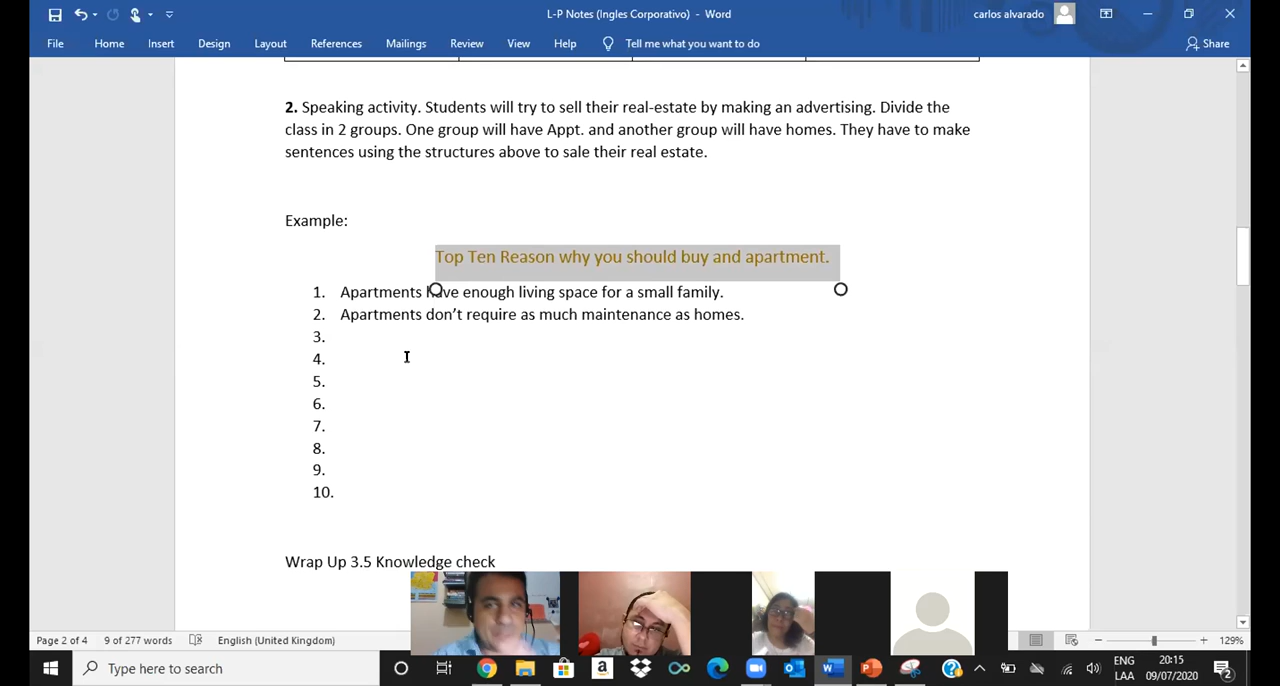 L-P Notes (Ingles Corporativo) - Word
carlos alvarado
File Home Insert Design Layout References Mailings Review View Help Tell me what you want to do Share
2. Speaking activity. Students will try to sell their real-estate by making an advertising. Divide the
class in 2 groups. One group will have Appt. and another group will have homes. They have to make
sentences using the structures above to sale their real estate.
Example:
Top Ten Reason why you should buy and apartment.
1. Apartments have enough living space for a small family.
2. Apartments don’t require as much maintenance as homes.
3.
4.
5.
6.
7.
8.
9.
10.
Wrap Up 3.5 Knowledge check
Page 2 of 4 9 of 277 words English (United Kingdom) 129%
Type here to search
ENG
LAA
20:15
09/07/2020
2